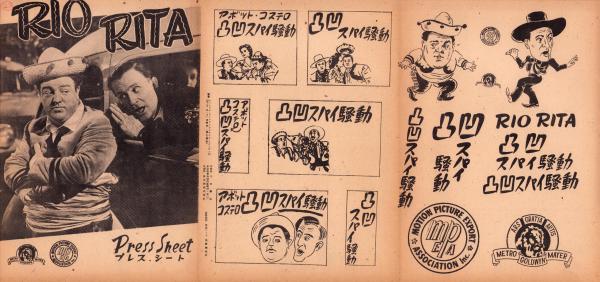 RIO RITA
Press Sheet
プレス・シート
アボット・コステロ
凸凹スパイ騒動
凸凹スパイ騒動
アボット
コステロ
凸凹スパイ騒動
凸凹スパイ騒動
アボット
コステロ
凸凹スパイ騒動
凸凹スパイ騒動
凸凹スパイ騒動
凸凹
スパイ
騒動
RIO RITA
凸凹
スパイ騒動
凸凹スパイ騒動
MOTION PICTURE EXPORT
MPEA
ASSOCIATION Inc.
ARS GRATIA ARTIS
METRO GOLDWYN MAYER